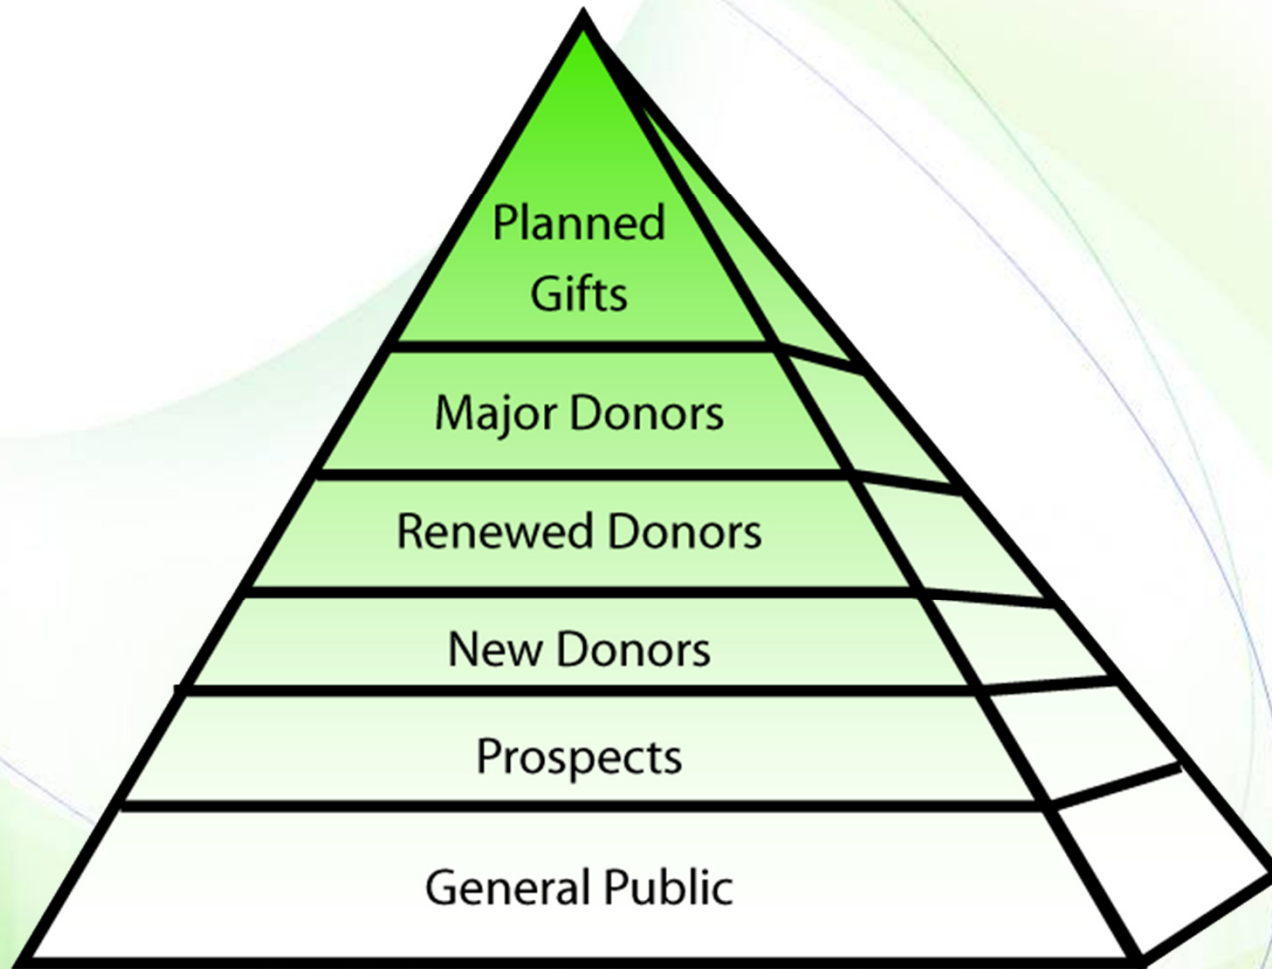 Planned
Gifts
Major Donors
Renewed Donors
New Donors
Prospects
General Public